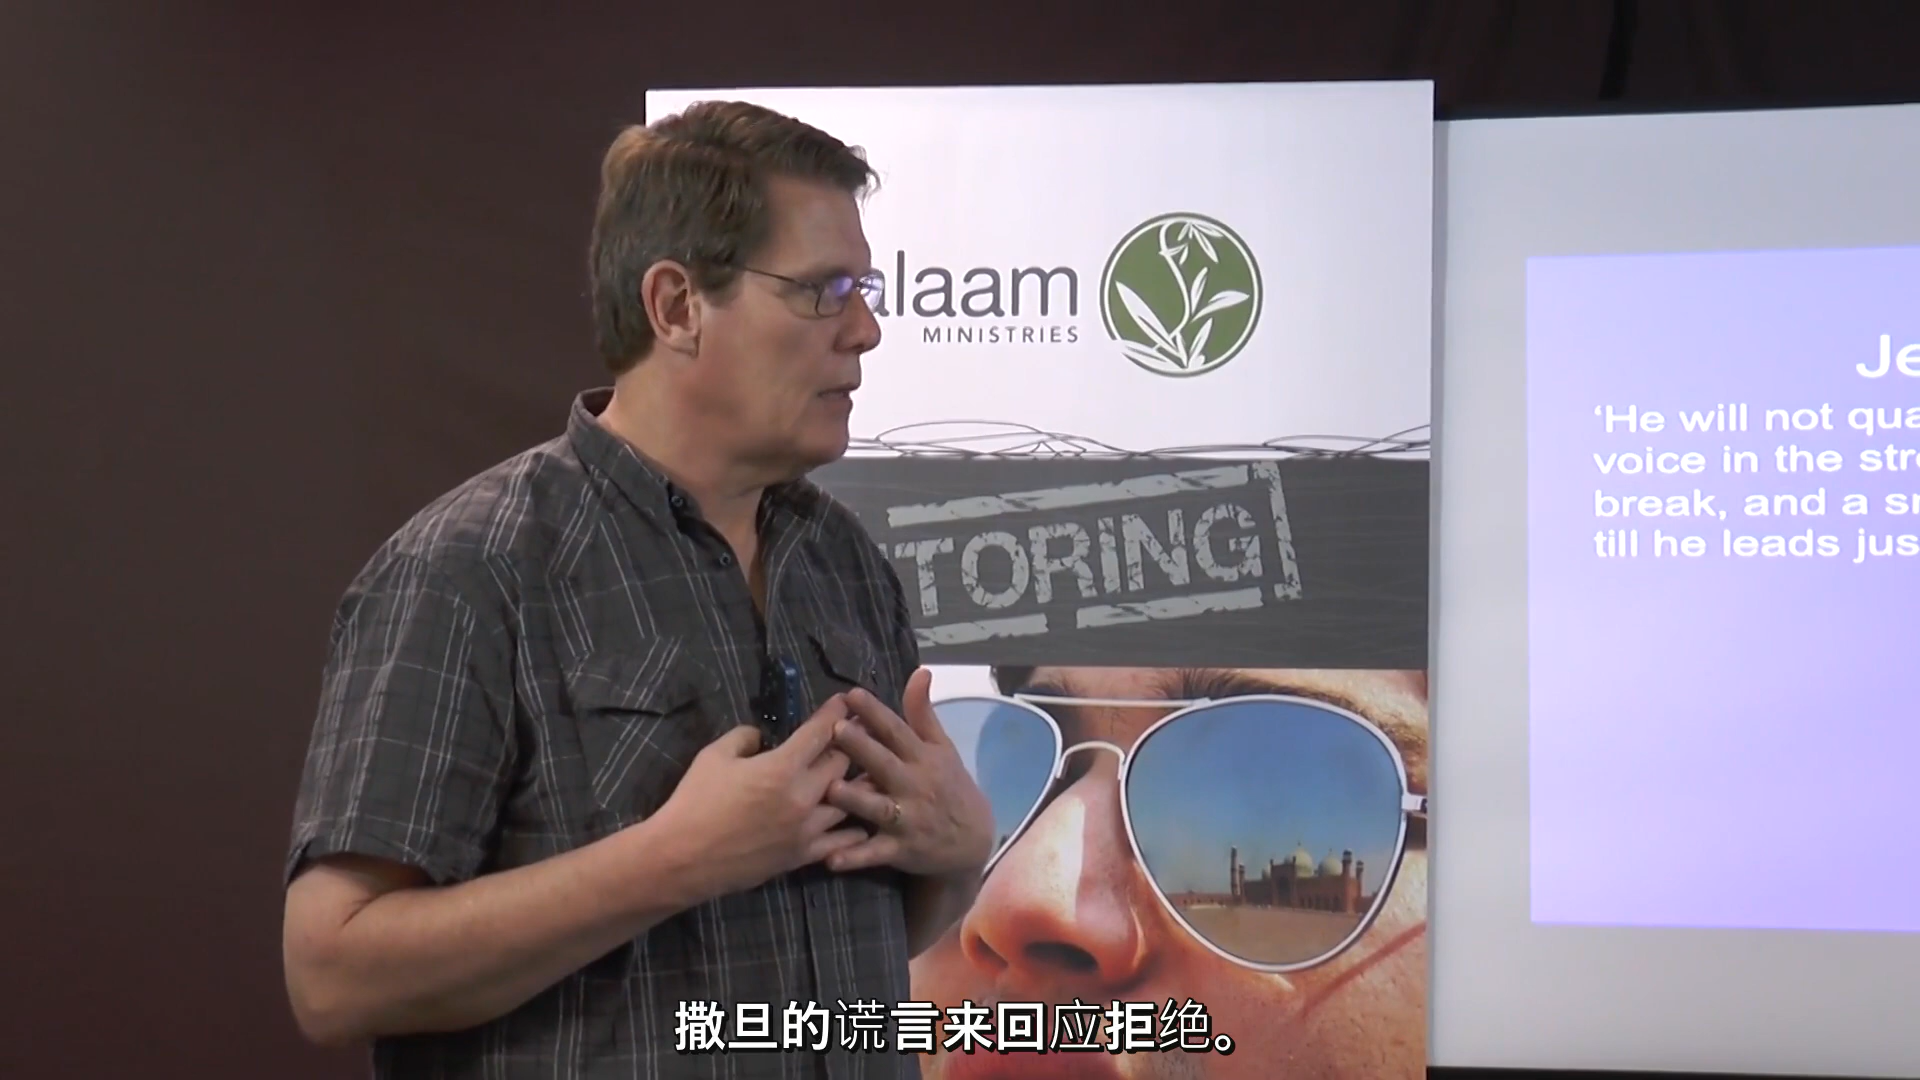 alaam
MINISTRIES
TORING
Je
‘He will not qua
voice in the stre
break, and a sm
till he leads jus
撒旦的谎言来回应拒绝。